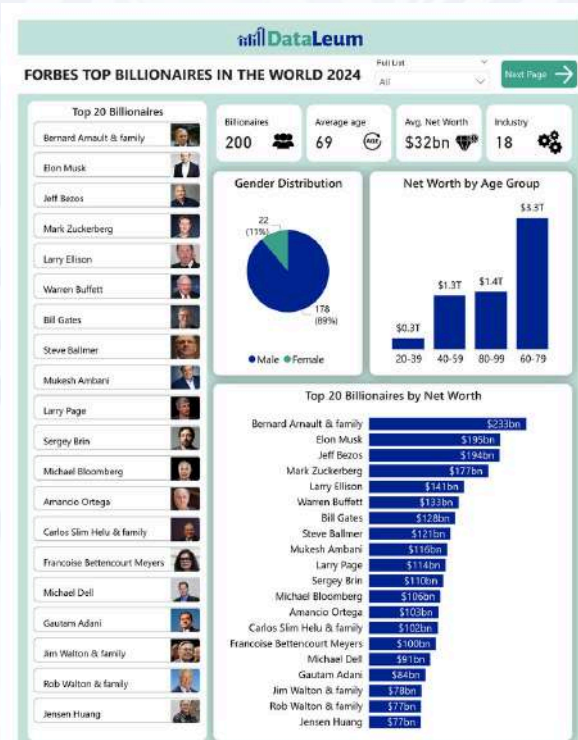 DataLeum
FORBES TOP BILLIONAIRES IN THE WORLD 2024
Full List
All
Next Page
Top 20 Billionaires
Bernard Arnault & family
Elon Musk
Jeff Bezos
Mark Zuckerberg
Larry Ellison
Warren Buffett
Bill Gates
Steve Ballmer
Mukesh Ambani
Larry Page
Sergey Brin
Michael Bloomberg
Amancio Ortega
Carlos Slim Helu & family
Francoise Bettencourt Meyers
Michael Dell
Gautam Adani
Jim Walton & family
Rob Walton & family
Jensen Huang
Billionaires
200
Average age
69
AGE
Avg. Net Worth
$32bn
Industry
18
Gender Distribution
22
(11%)
178
(89%)
Male Female
Net Worth by Age Group
$3.3T
$1.3T
$1.4T
$0.3T
20-39 40-59 80-99 60-79
Top 20 Billionaires by Net Worth
Bernard Arnault & family $233bn
Elon Musk $195bn
Jeff Bezos $194bn
Mark Zuckerberg $177bn
Larry Ellison $141bn
Warren Buffett $133bn
Bill Gates $128bn
Steve Ballmer $121bn
Mukesh Ambani $116bn
Larry Page $114bn
Sergey Brin $110bn
Michael Bloomberg $106bn
Amancio Ortega $103bn
Carlos Slim Helu & family $102bn
Francoise Bettencourt Meyers $100bn
Michael Dell $91bn
Gautam Adani $84bn
Jim Walton & family $78bn
Rob Walton & family $77bn
Jensen Huang $77bn